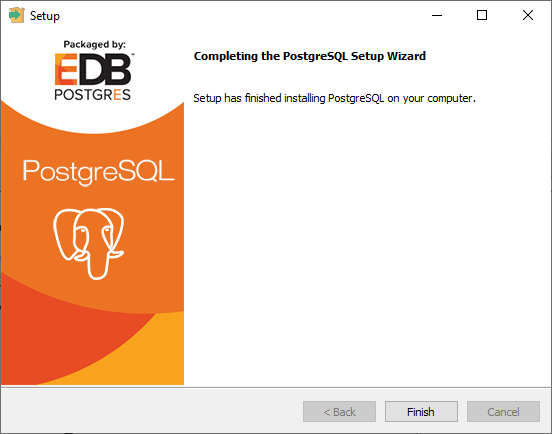 Setup
Packaged by:
EDB
POSTGRES
PostgreSQL
Completing the PostgreSQL Setup Wizard
Setup has finished installing PostgreSQL on your computer.
< Back
Finish
Cancel